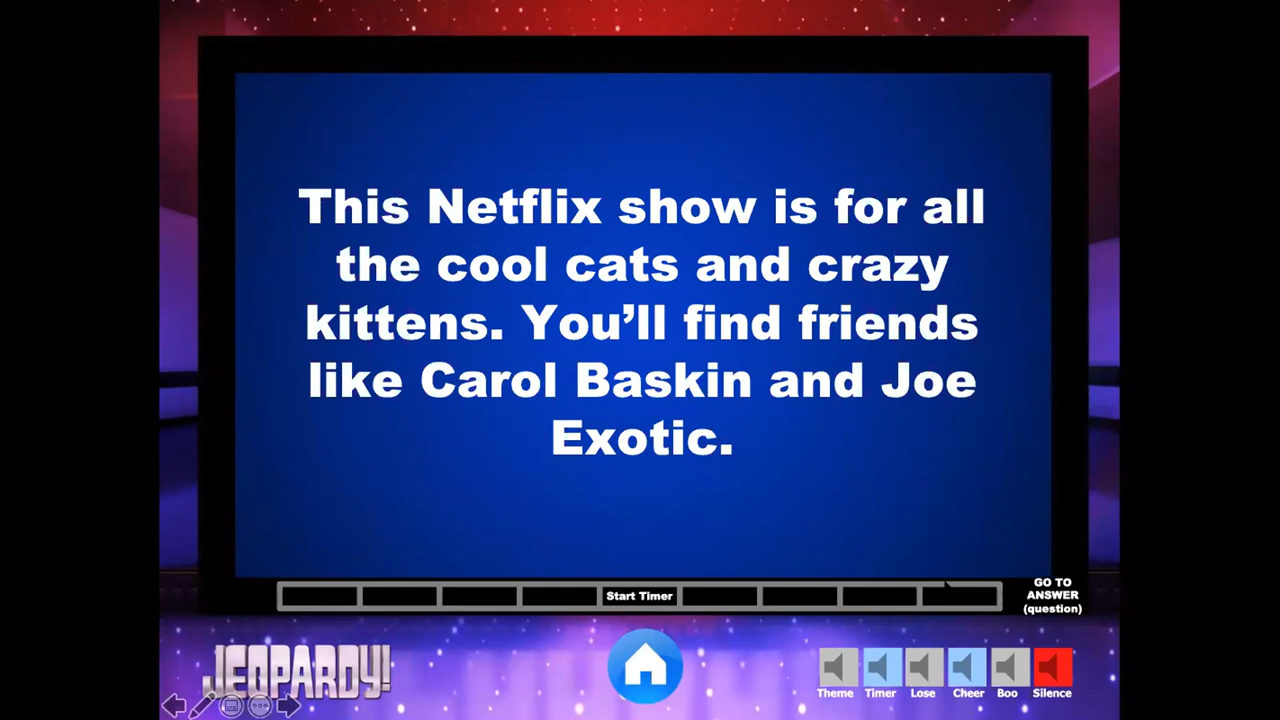 This Netflix show is for all
the cool cats and crazy
kittens. You’ll find friends
like Carol Baskin and Joe
Exotic.
Start Timer
GO TO
ANSWER
(question)
JEOPARDY!
Theme
Timer
Lose
Cheer
Boo
Silence